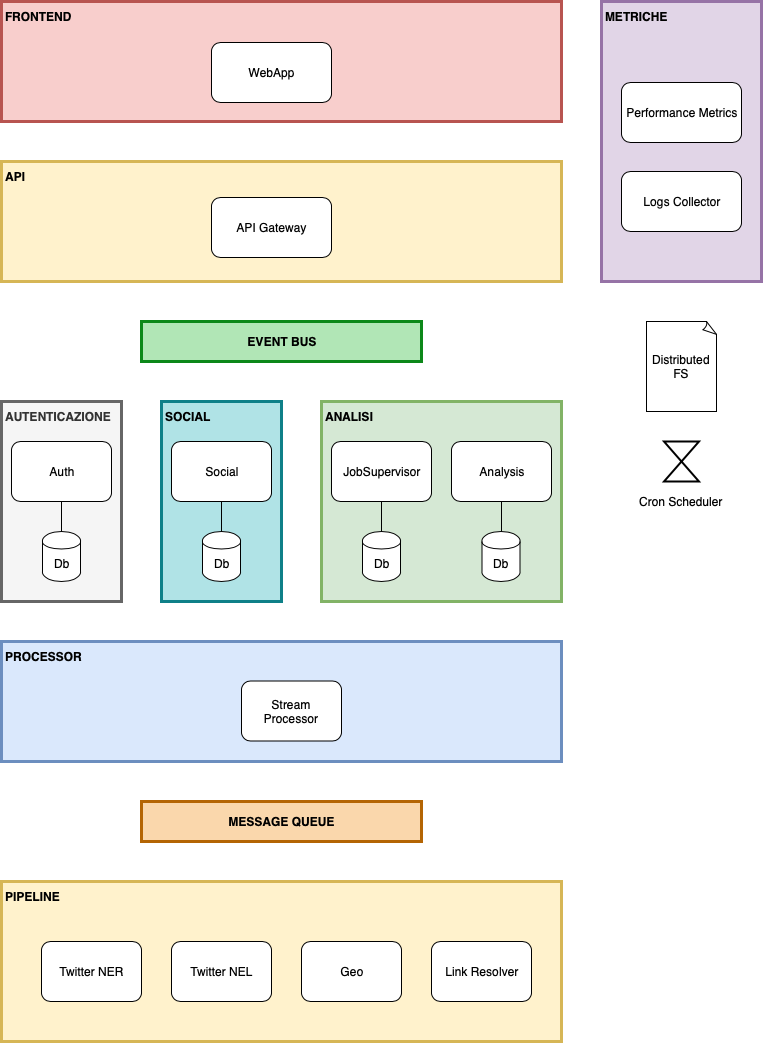 FRONTEND
WebApp
METRICHE
Performance Metrics
Logs Collector
API
API Gateway
EVENT BUS
Distributed
FS
Cron Scheduler
AUTENTICAZIONE
Auth
Db
SOCIAL
Social
Db
ANALISI
JobSupervisor
Analysis
Db
Db
PROCESSOR
Stream
Processor
MESSAGE QUEUE
PIPELINE
Twitter NER
Twitter NEL
Geo
Link Resolver